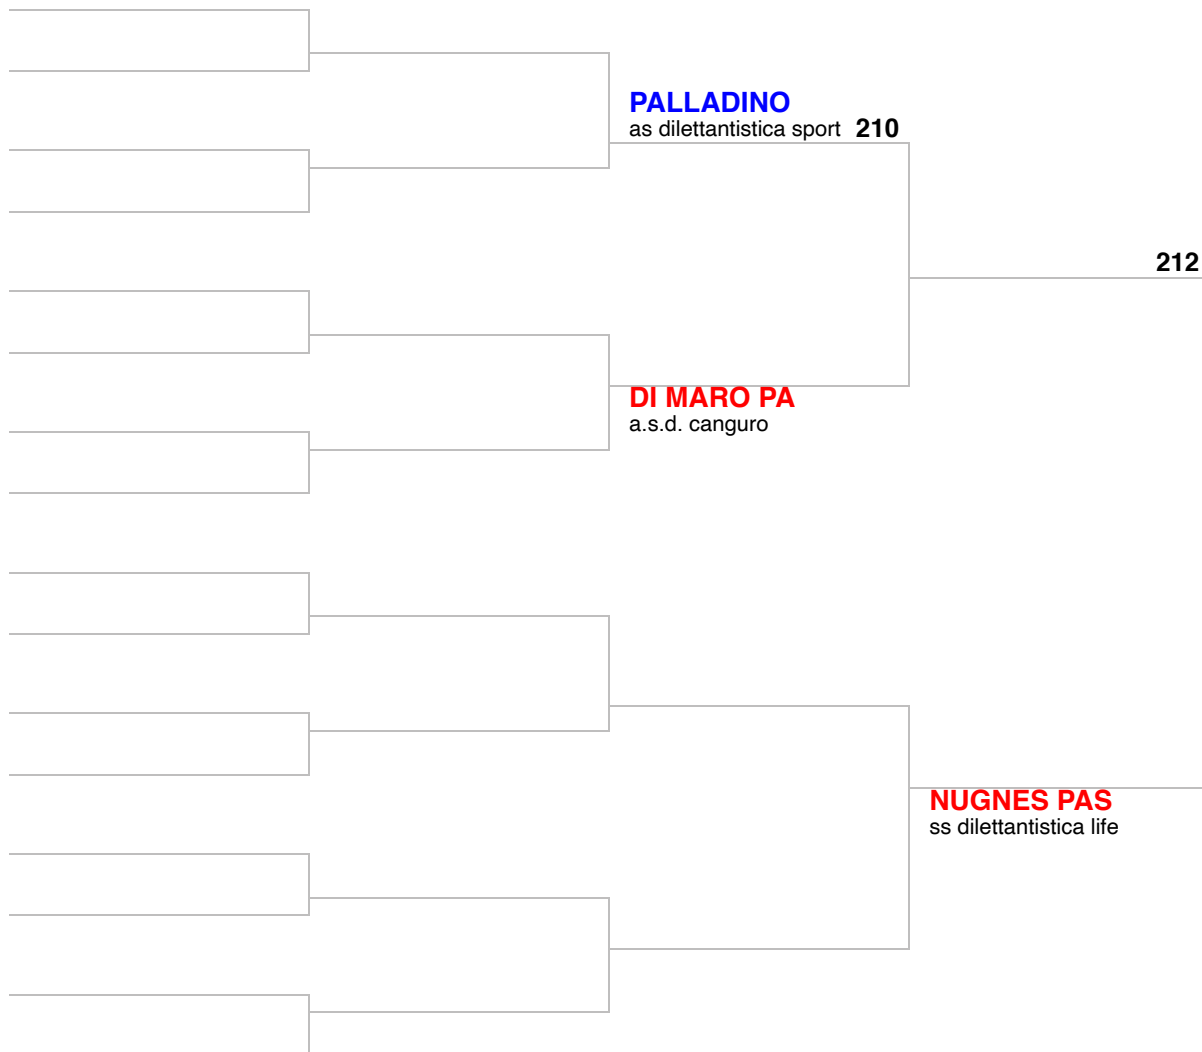 PALLADINO
as dilettantistica sport 210
212
DI MARO PA
a.s.d. canguro
NUGNES PAS
ss dilettantistica life